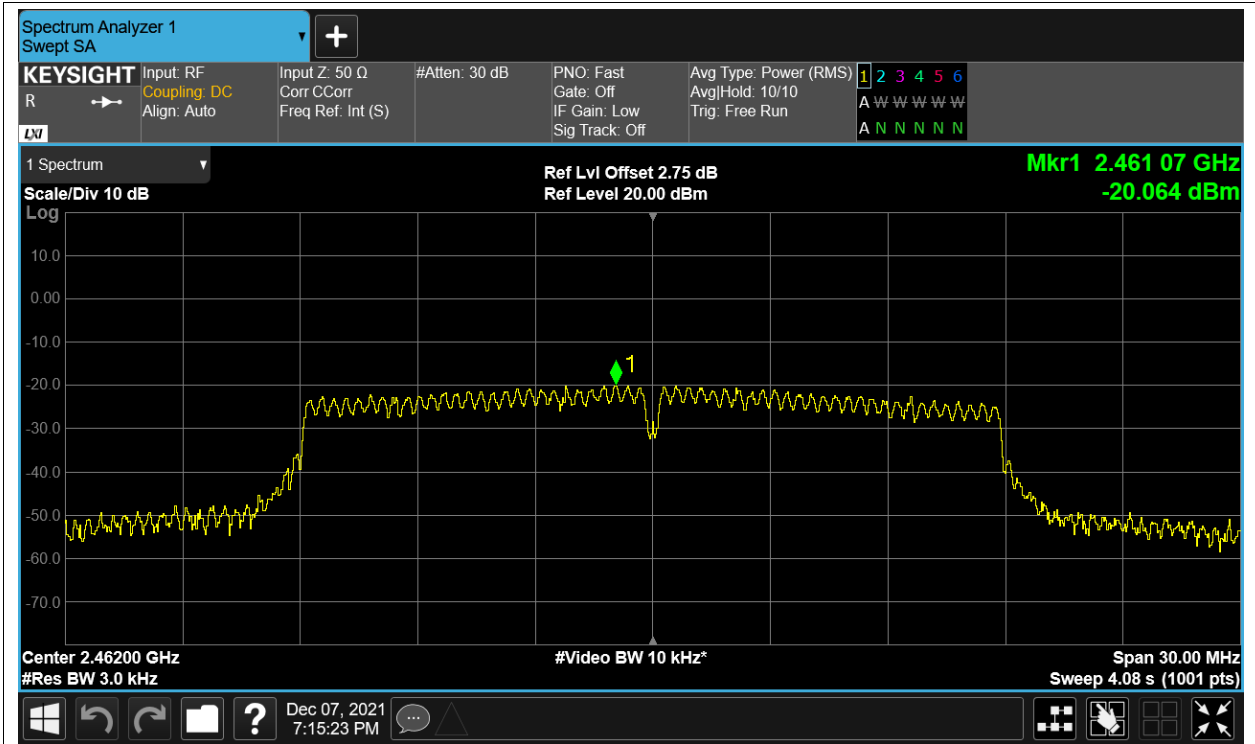 Spectrum Analyzer 1
Swept SA
KEYSIGHT
R
LXI
Input: RF
Coupling: DC
Align: Auto
Input Z: 50 Ω
Corr CCorr
Freq Ref: Int (S)
#Atten: 30 dB
PNO: Fast
Gate: Off
IF Gain: Low
Sig Track: Off
Avg Type: Power (RMS)
Avg|Hold: 10/10
Trig: Free Run
1 2 3 4 5 6
A W W W W W
A N N N N N
1 Spectrum
Scale/Div 10 dB
Log
Ref Lvl Offset 2.75 dB
Ref Level 20.00 dBm
Mkr1 2.461 07 GHz
-20.064 dBm
10.0
0.00
-10.0
1
-20.0
-30.0
-40.0
-50.0
-60.0
-70.0
Center 2.46200 GHz
#Res BW 3.0 kHz
#Video BW 10 kHz*
Span 30.00 MHz
Sweep 4.08 s (1001 pts)
?
Dec 07, 2021
7:15:23 PM